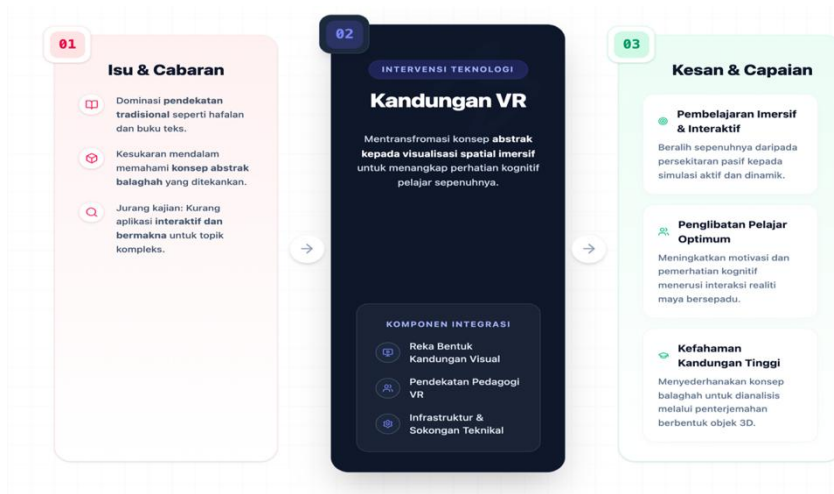 01
Isu & Cabaran
Dominasi pendekatan
tradisional seperti hafalan
dan buku teks.
Kesukaran mendalam
memahami konsep abstrak
balaghah yang ditekankan.
Jurang kajian: Kurang
aplikasi interaktif dan
bermakna untuk topik
kompleks.
02
INTERVENSI TEKNOLOGI
Kandungan VR
Mentransfromasi konsep abstrak
kepada visualisasi spatial imersif
untuk menangkap perhatian kognitif
pelajar sepenuhnya.
KOMPONEN INTEGRASI
Reka Bentuk
Kandungan Visual
Pendekatan Pedagogi
VR
Infrastruktur &
Sokongan Teknikal
03
Kesan & Capaian
Pembelajaran Imersif
& Interaktif
Beralih sepenuhnya daripada
persekitaran pasif kepada
simulasi aktif dan dinamik.
Penglibatan Pelajar
Optimum
Meningkatkan motivasi dan
pemerhatian kognitif
menerusi interaksi realiti
maya bersepadu.
Kefahaman
Kandungan Tinggi
Menyederhanakan konsep
balaghah untuk dianalisis
melalui penterjemahan
berbentuk objek 3D.